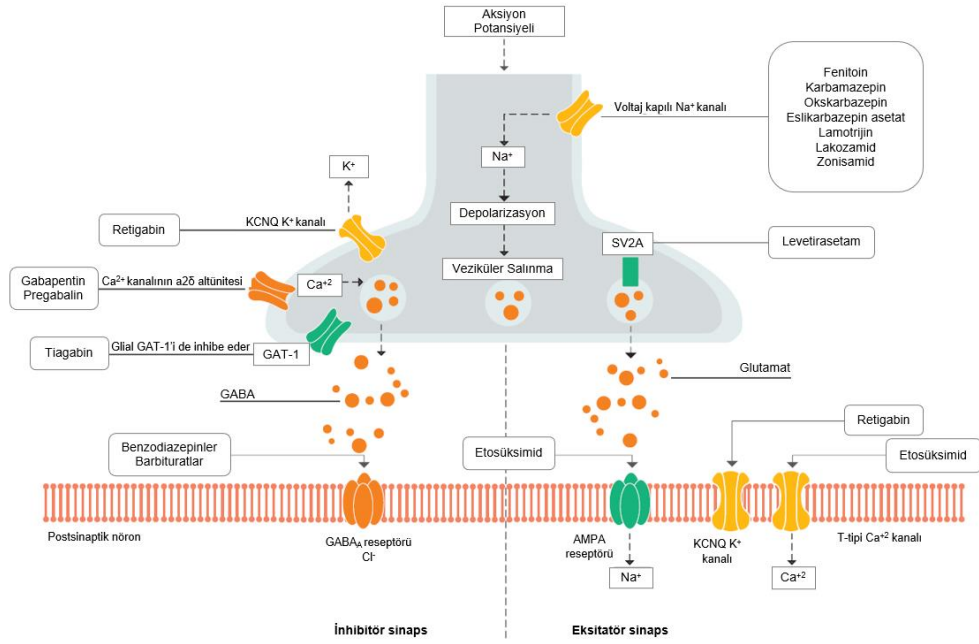 Aksiyon
Potansiyeli
Voltaj kapılı Na⁺ kanalı
Fenitoin
Karbamazepin
Okskarbazepin
Eslikarbazepin asetat
Lamotrijin
Lakozamid
Zonisamid
Na⁺
K⁺
Depolarizasyon
Retigabin
KCNQ K⁺ kanalı
SV2A
Levetirasetam
Veziküler Salınma
Gabapentin
Pregabalin
Ca²⁺ kanalının a2δ altünitesi
Ca⁺²
Tiagabin
Glial GAT-1'i de inhibe eder
GAT-1
GABA
Glutamat
Retigabin
Benzodiazepinler
Barbituratlar
Etosüksimid
Etosüksimid
Postsinaptik nöron
GABAₐ reseptörü
Cl⁻
AMPA
reseptörü
KCNQ K⁺
kanalı
T-tipi Ca⁺² kanalı
Na⁺
Ca⁺²
İnhibitör sinaps
Eksitatör sinaps